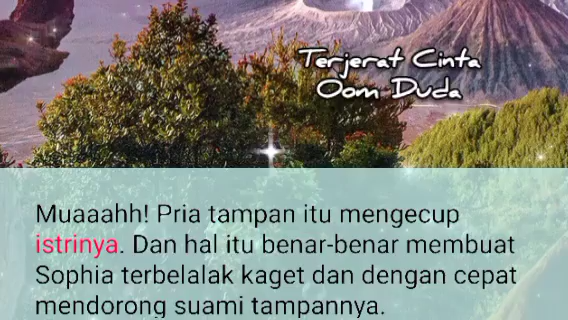 Terjerat Cinta
Oom Duda
Muaaahh! Pria tampan itu mengecup
istrinya. Dan hal itu benar-benar membuat
Sophia terbelalak kaget dan dengan cepat
mendorong suami tampannya.